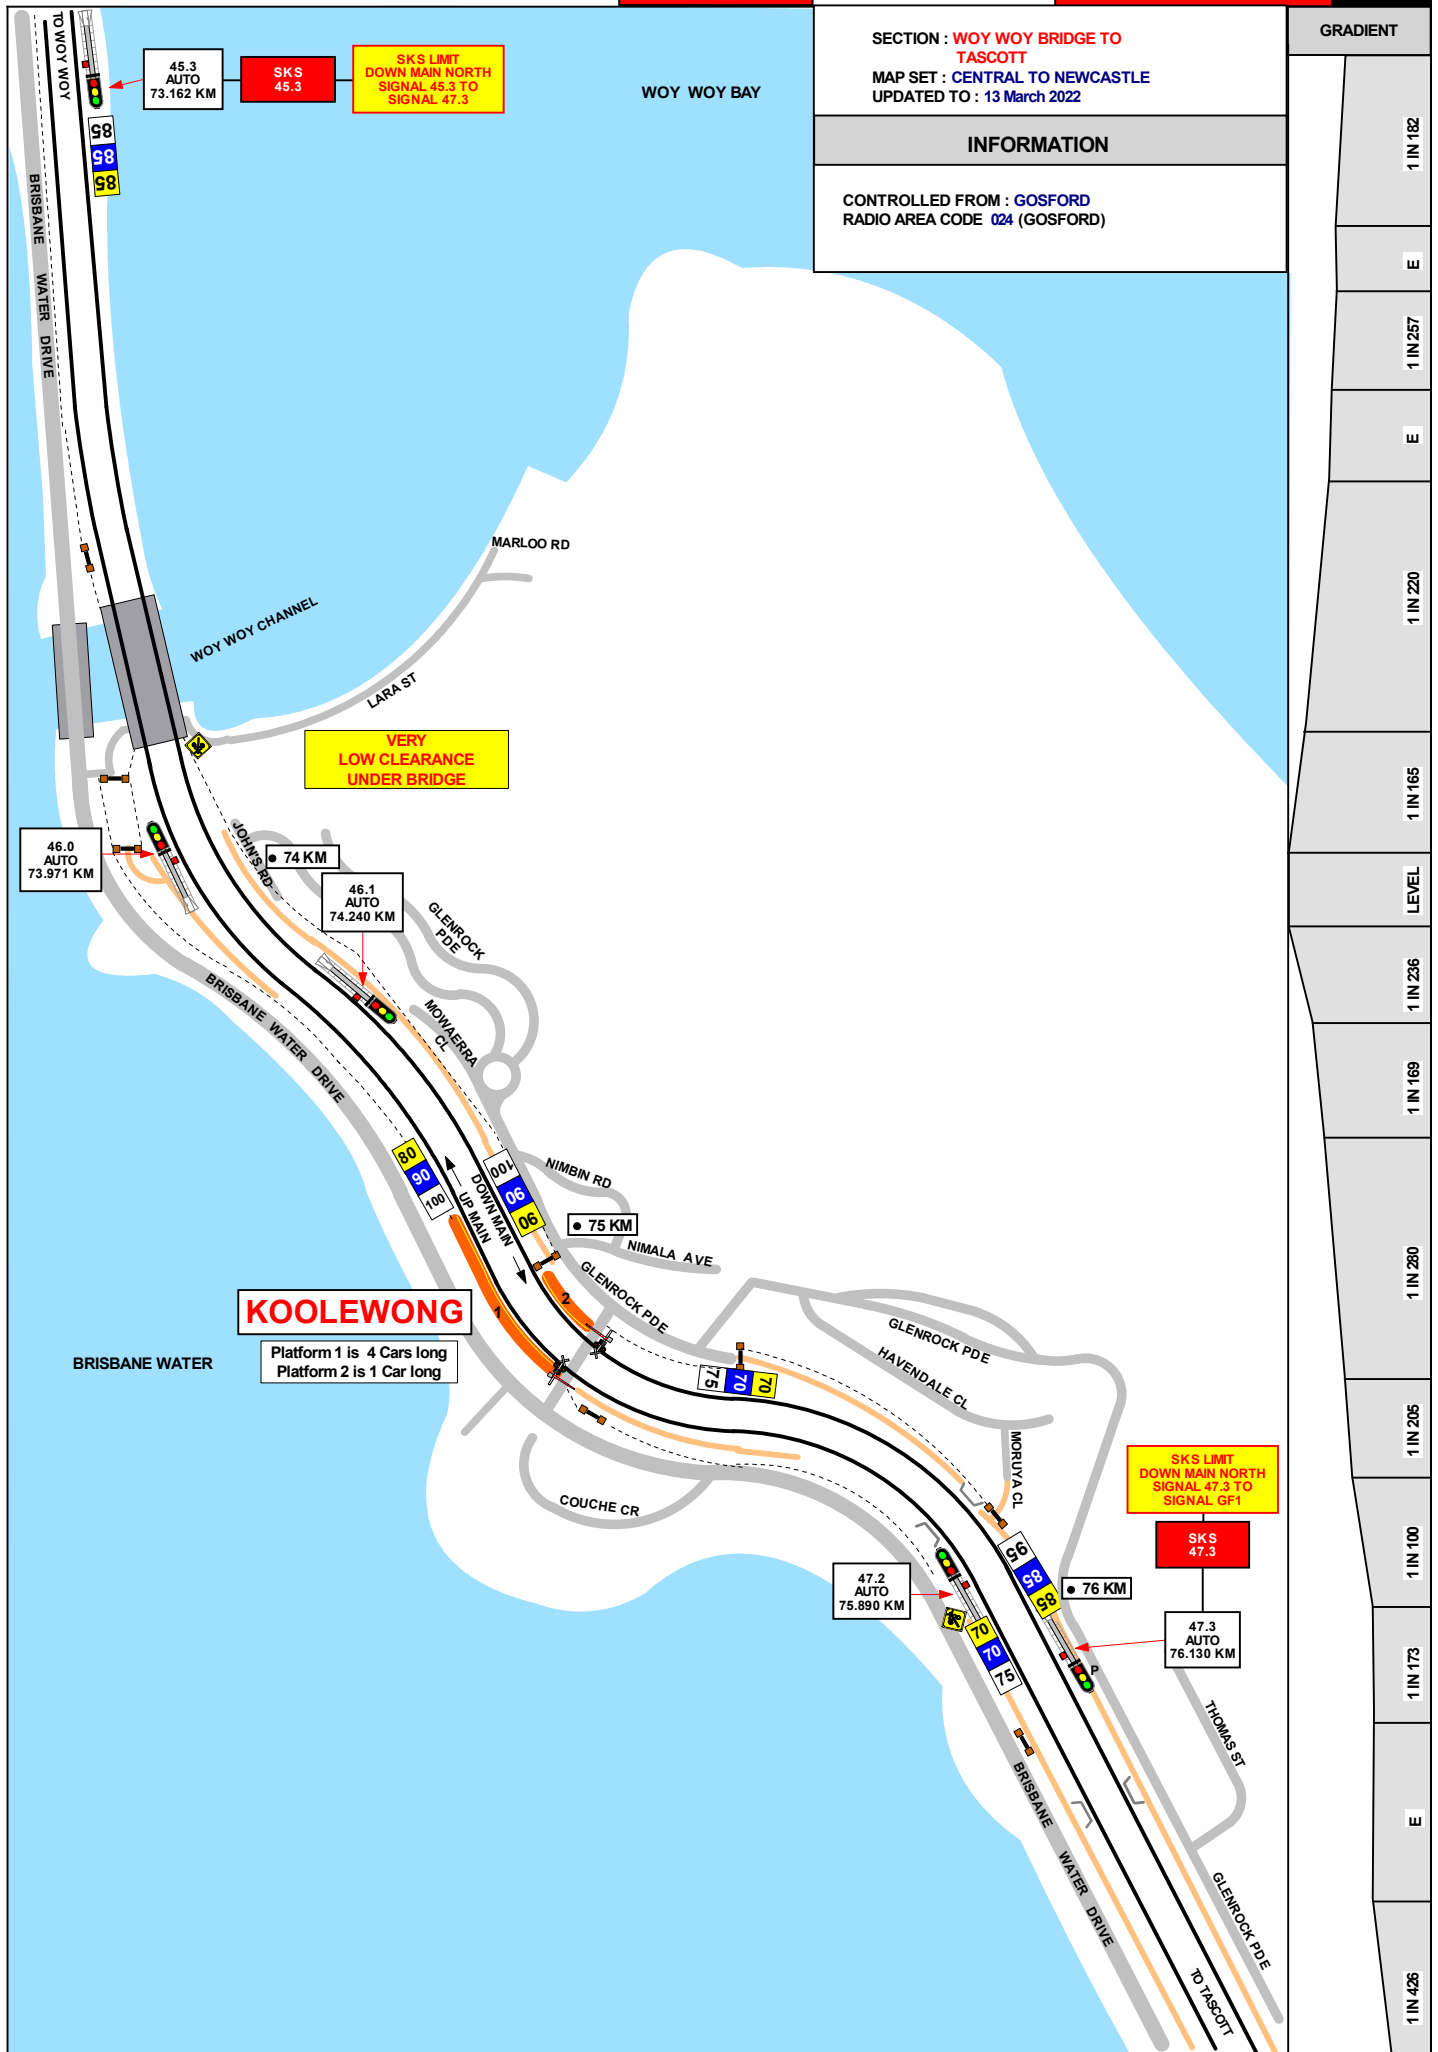 SECTION : WOY WOY BRIDGE TO
TASCOTT
MAP SET : CENTRAL TO NEWCASTLE
UPDATED TO : 13 March 2022
INFORMATION
CONTROLLED FROM : GOSFORD
RADIO AREA CODE 024 (GOSFORD)
GRADIENT
1 IN 182
E
1 IN 257
E
1 IN 220
1 IN 165
LEVEL
1 IN 236
1 IN 169
1 IN 280
1 IN 205
1 IN 100
1 IN 173
E
1 IN 426
TO WOY WOY
45.3
AUTO
73.162 KM
SKS
45.3
SKS LIMIT
DOWN MAIN NORTH
SIGNAL 45.3 TO
SIGNAL 47.3
WOY WOY BAY
85
85
85
BRISBANE WATER DRIVE
MARLOO RD
WOY WOY CHANNEL
LARA ST
VERY
LOW CLEARANCE
UNDER BRIDGE
46.0
AUTO
73.971 KM
JOHN'S RD
74 KM
46.1
AUTO
74.240 KM
GLENROCK
PDE
MOWAERRA
CL
BRISBANE WATER DRIVE
80
90
100
UP MAIN
DOWN MAIN
100
90
90
NIMBIN RD
75 KM
NIMALA AVE
GLENROCK PDE
KOOLEWONG
Platform 1 is 4 Cars long
Platform 2 is 1 Car long
1
2
BRISBANE WATER
75
70
70
GLENROCK PDE
HAVENDALE CL
MORUYA CL
COUCHE CR
SKS LIMIT
DOWN MAIN NORTH
SIGNAL 47.3 TO
SIGNAL GF1
SKS
47.3
95
85
85
76 KM
47.2
AUTO
75.890 KM
70
70
75
47.3
AUTO
76.130 KM
P
THOMAS ST
BRISBANE WATER DRIVE
GLENROCK PDE
TO TASCOTT